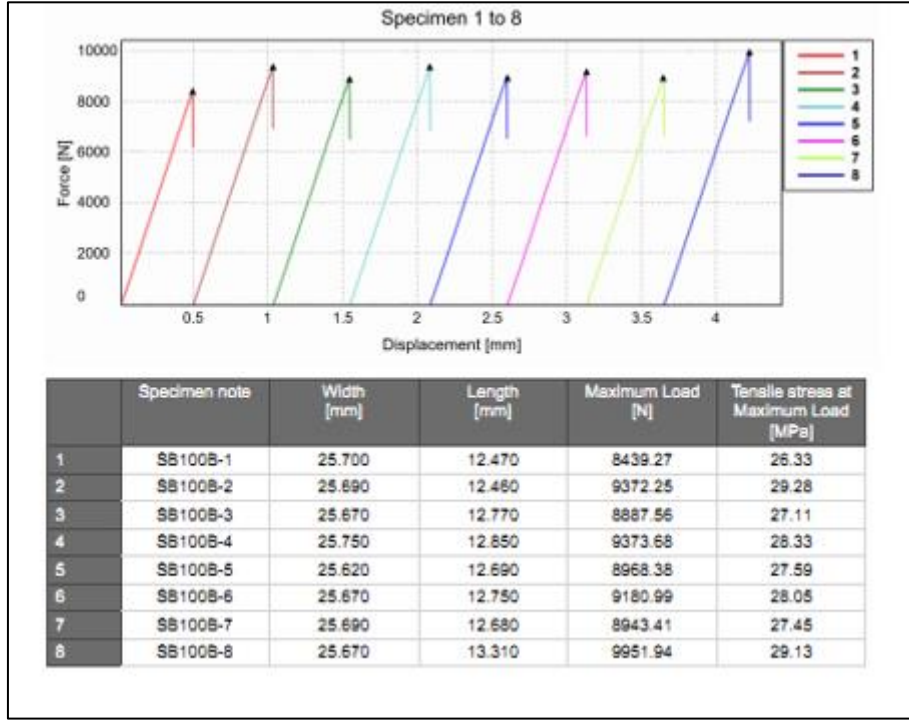 Specimen 1 to 8
10000
8000
6000
4000
2000
0
Force [N]
0.5 1 1.5 2 2.5 3 3.5 4
Displacement [mm]
1
2
3
4
5
6
7
8
Specimen note Width [mm] Length [mm] Maximum Load [N] Tensile stress at Maximum Load [MPa]
1 SB100B-1 25.700 12.470 8439.27 26.33
2 SB100B-2 25.690 12.460 9372.25 29.28
3 SB100B-3 25.670 12.770 8887.56 27.11
4 SB100B-4 25.750 12.850 9373.68 28.33
5 SB100B-5 25.620 12.690 8968.38 27.59
6 SB100B-6 25.670 12.750 9180.99 28.05
7 SB100B-7 25.690 12.680 8943.41 27.45
8 SB100B-8 25.670 13.310 9951.94 29.13